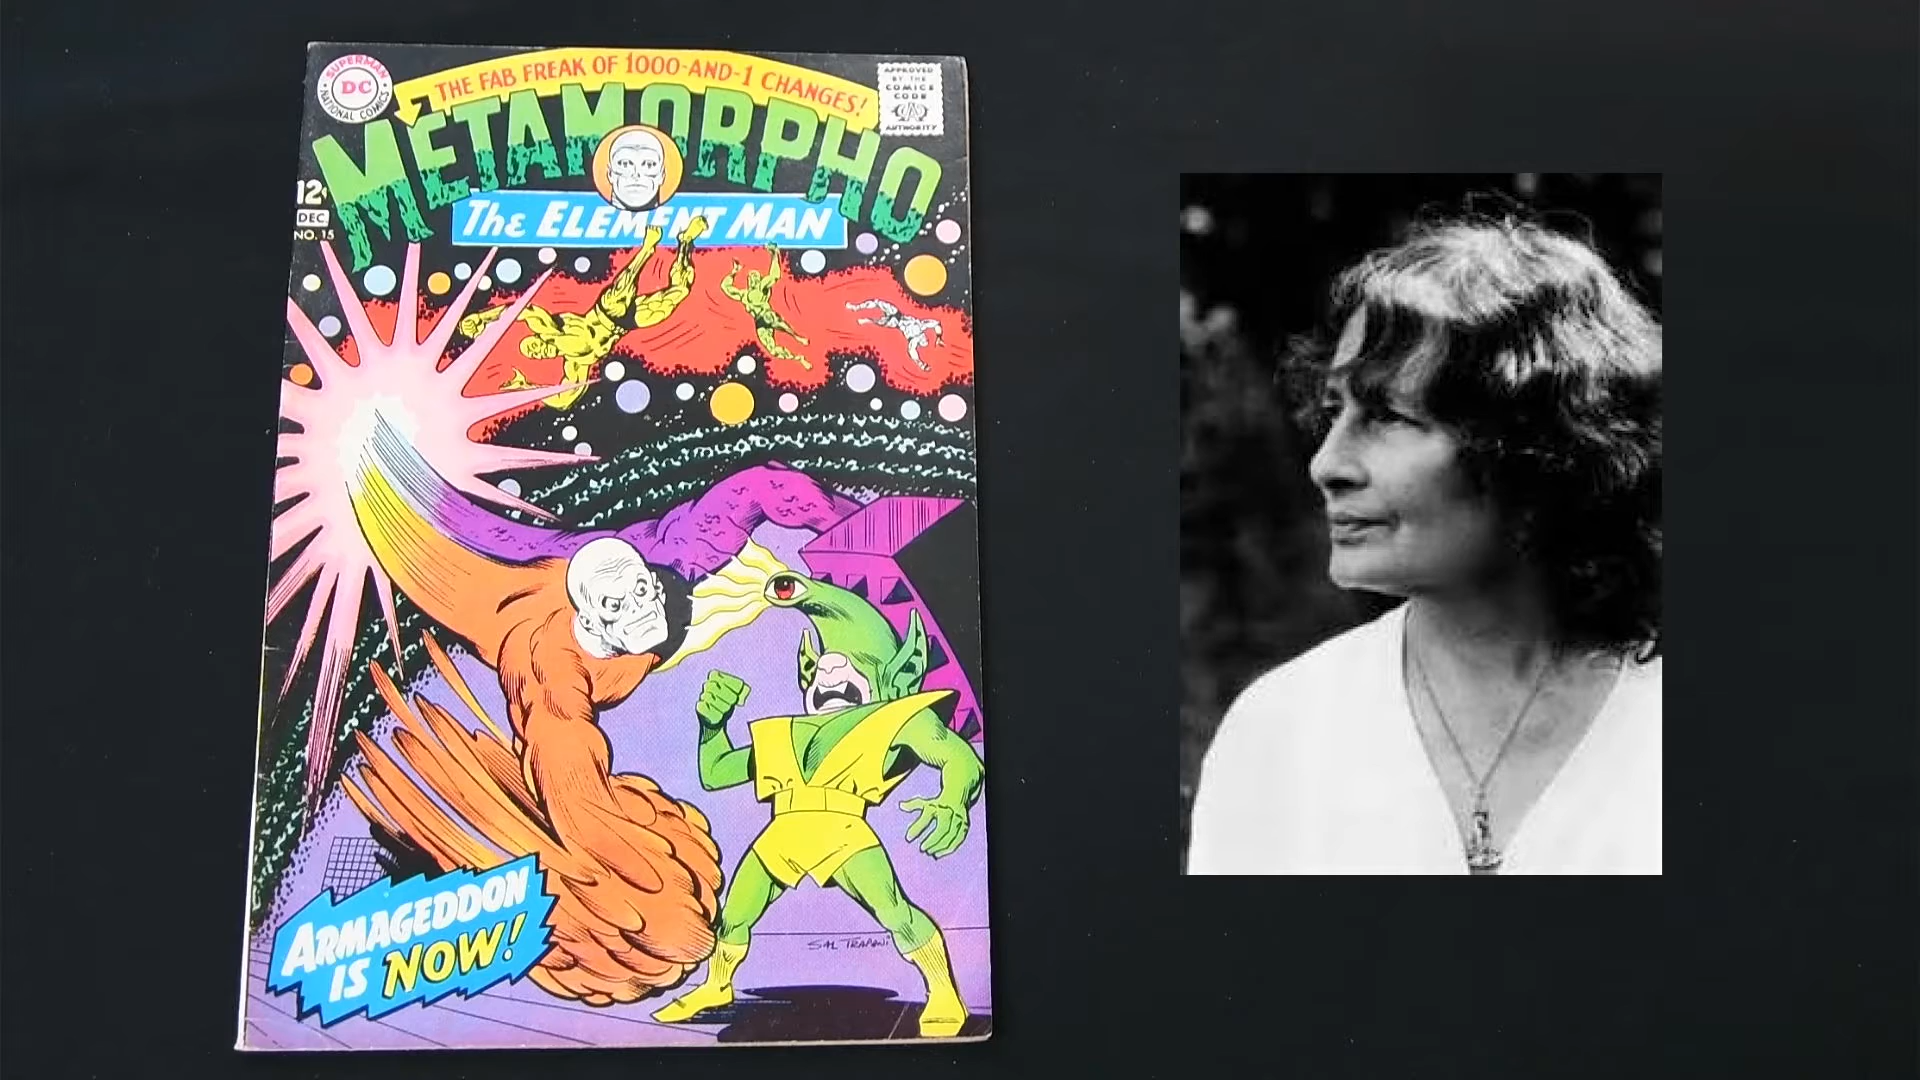 SUPERMAN
DC
NATIONAL COMICS
THE FAB FREAK OF 1000-AND-1 CHANGES!
APPROVED
BY THE
COMICS
CODE
CA
AUTHORITY
METAMORPHO
12¢
DEC.
NO. 15
The ELEMENT MAN
ARMAGEDDON
IS NOW!
SAL TRAPANI